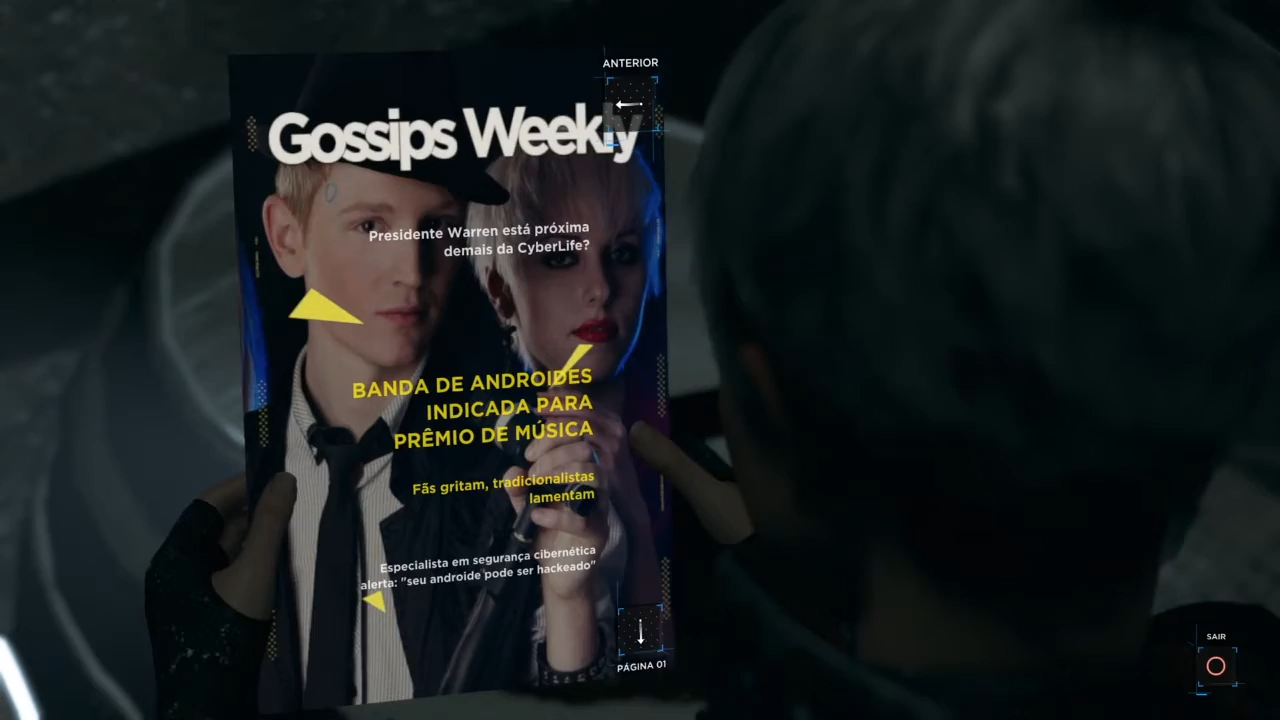 ANTERIOR
Gossips Weekly
Presidente Warren está próxima
demais da CyberLife?
BANDA DE ANDROIDES
INDICADA PARA
PRÊMIO DE MÚSICA
Fãs gritam, tradicionalistas
lamentam
Especialista em segurança cibernética
alerta: "seu androide pode ser hackeado"
PÁGINA 01
SAIR